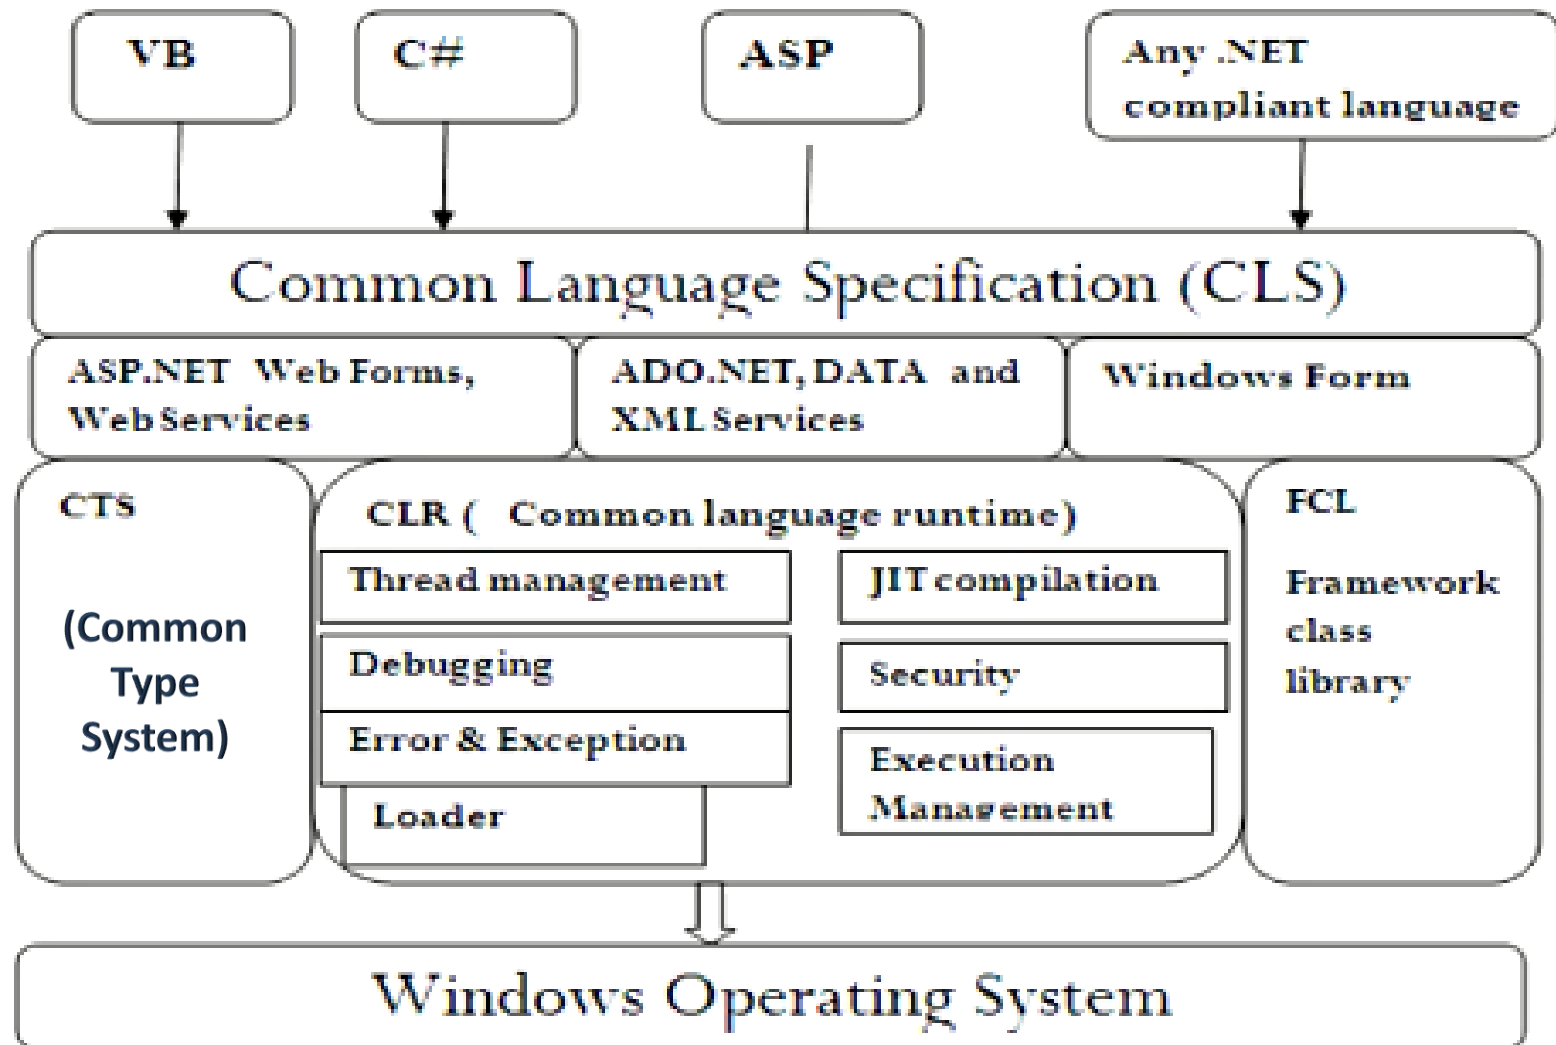 VB
C#
ASP
Any .NET
compliant language
Common Language Specification (CLS)
ASP.NET Web Forms,
Web Services
ADO.NET, DATA and
XML Services
Windows Form
CTS
(Common
Type
System)
CLR ( Common language runtime)
Thread management
Debugging
Error & Exception
Loader
JIT compilation
Security
Execution
Management
FCL
Framework
class
library
Windows Operating System